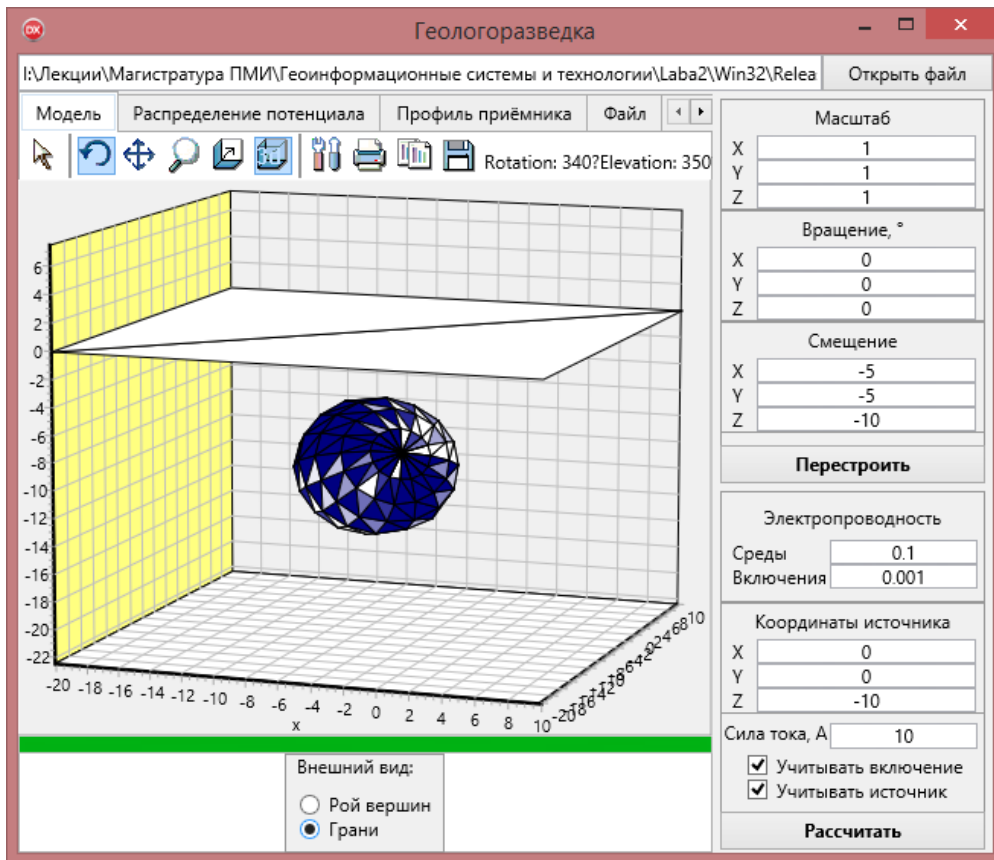 Геологоразведка
I:\Лекции\Магистратура ПМИ\Геоинформационные системы и технологии\Laba2\Win32\Relea
Открыть файл
Модель
Распределение потенциала
Профиль приёмника
Файл
Rotation: 340?Elevation: 350
Масштаб
X 1
Y 1
Z 1
Вращение, °
X 0
Y 0
Z 0
Смещение
X -5
Y -5
Z -10
Перестроить
Электропроводность
Среды 0.1
Включения 0.001
Координаты источника
X 0
Y 0
Z -10
Сила тока, А 10
Учитывать включение
Учитывать источник
Рассчитать
6
4
2
0
-2
-4
-6
-8
-10
-12
-14
-16
-18
-20
-22
-20 -18 -16 -14 -12 -10 -8 -6 -4 -2 0 2 4 6 8 10
x
Внешний вид:
Рой вершин
Грани